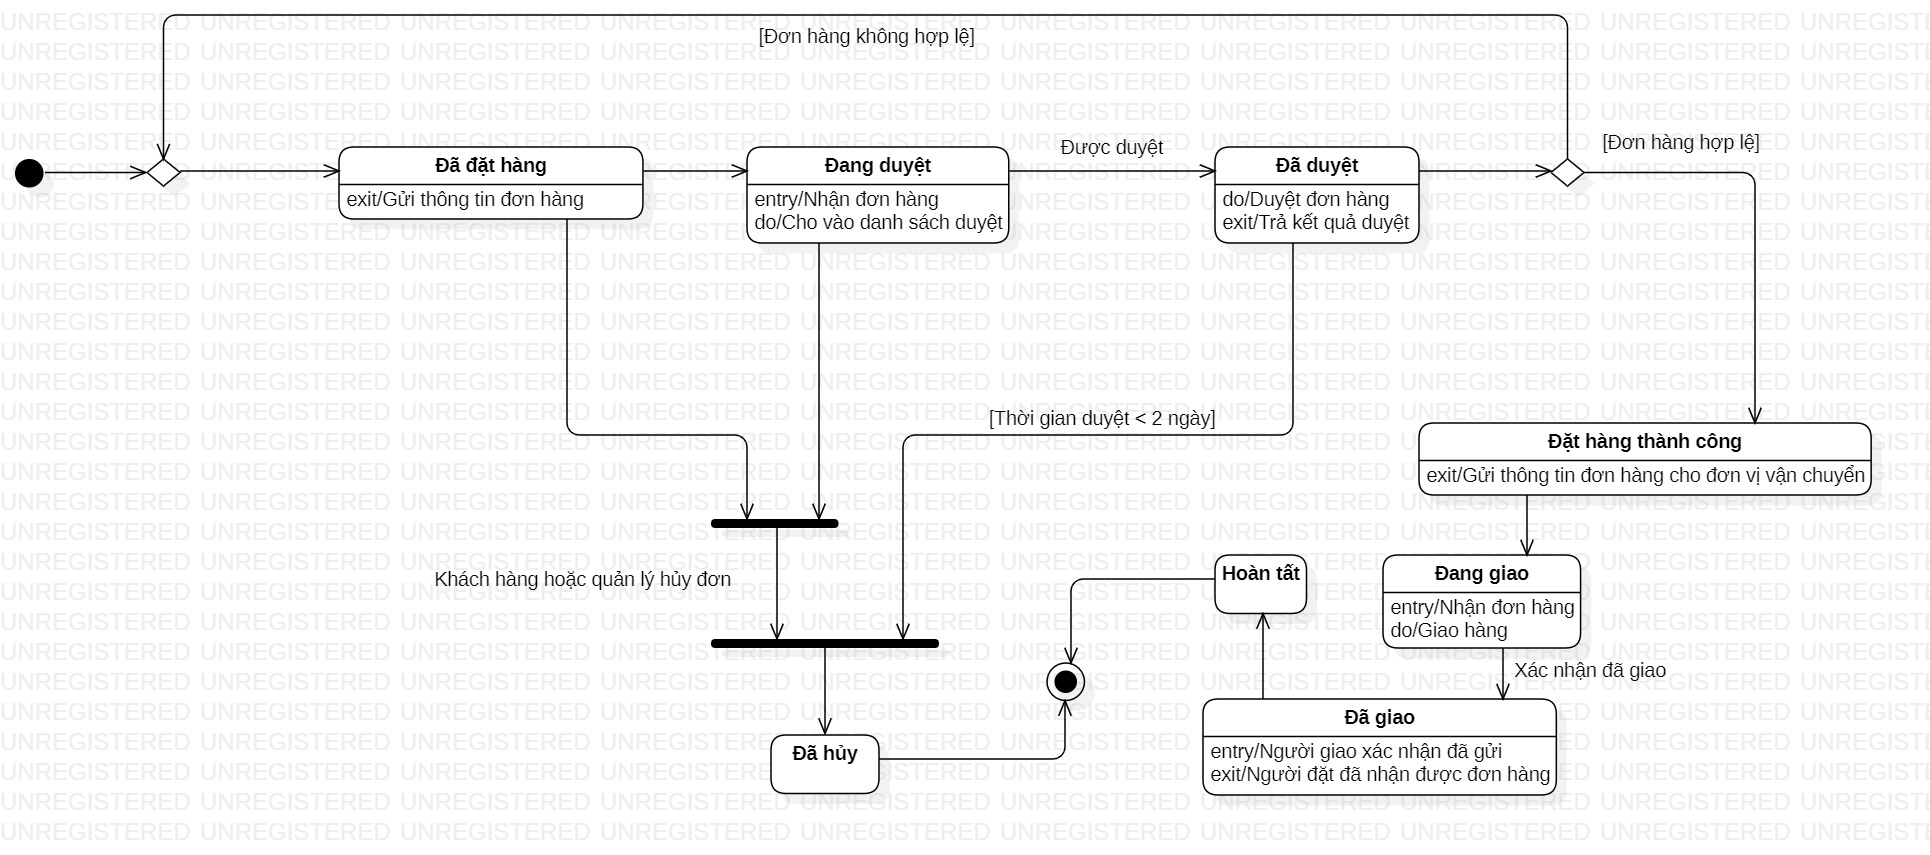 [Đơn hàng không hợp lệ]
Đã đặt hàng
exit/Gửi thông tin đơn hàng
Đang duyệt
entry/Nhận đơn hàng
do/Cho vào danh sách duyệt
Được duyệt
Đã duyệt
do/Duyệt đơn hàng
exit/Trả kết quả duyệt
[Đơn hàng hợp lệ]
[Thời gian duyệt < 2 ngày]
Đặt hàng thành công
exit/Gửi thông tin đơn hàng cho đơn vị vận chuyển
Khách hàng hoặc quản lý hủy đơn
Hoàn tất
Đang giao
entry/Nhận đơn hàng
do/Giao hàng
Xác nhận đã giao
Đã giao
entry/Người giao xác nhận đã gửi
exit/Người đặt đã nhận được đơn hàng
Đã hủy
UNREGISTERED